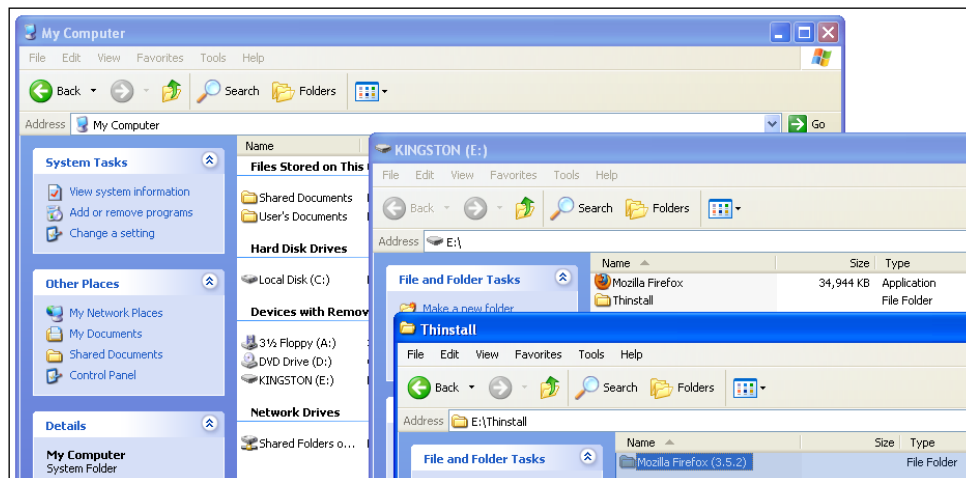 My Computer
File Edit View Favorites Tools Help
Back Search Folders
Address My Computer Go
System Tasks
View system information
Add or remove programs
Change a setting
Other Places
My Network Places
My Documents
Shared Documents
Control Panel
Details
My Computer
System Folder
Name
Files Stored on This
Shared Documents
User's Documents
Hard Disk Drives
Local Disk (C:)
Devices with Remov
3½ Floppy (A:)
DVD Drive (D:)
KINGSTON (E:)
Network Drives
Shared Folders o...
KINGSTON (E:)
File Edit View Favorites Tools Help
Back Search Folders
Address E:\
File and Folder Tasks
Make a new folder
Name Size Type
Mozilla Firefox 34,944 KB Application
Thinstall File Folder
Thinstall
File Edit View Favorites Tools Help
Back Search Folders
Address E:\Thinstall
File and Folder Tasks
Name Size Type
Mozilla Firefox (3.5.2) File Folder